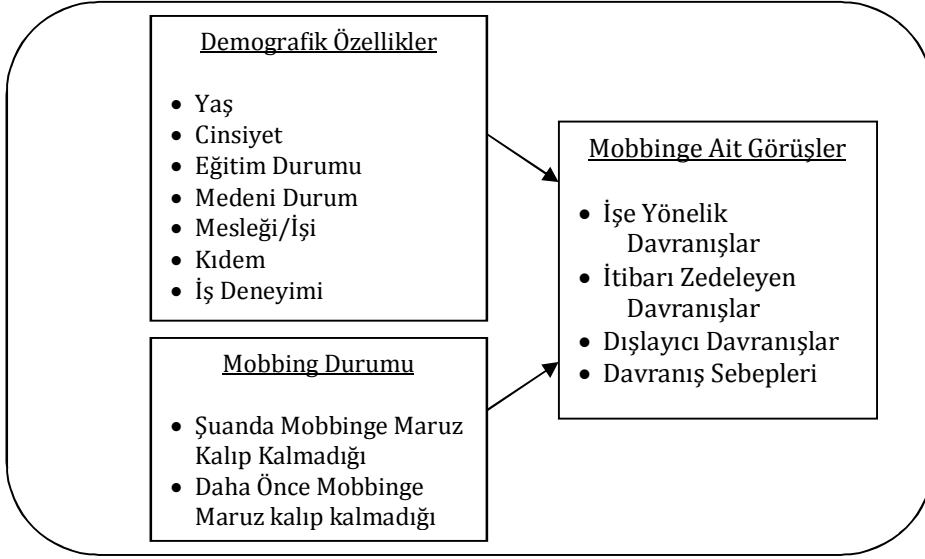 Demografik Özellikler
• Yaş
• Cinsiyet
• Eğitim Durumu
• Medeni Durum
• Mesleği/İşi
• Kıdem
• İş Deneyimi
Mobbing Durumu
• Şuanda Mobbinge Maruz
Kalıp Kalmadığı
• Daha Önce Mobbinge
Maruz kalıp kalmadığı
Mobbinge Ait Görüşler
• İşe Yönelik
Davranışlar
• İtibarı Zedeleyen
Davranışlar
• Dışlayıcı Davranışlar
• Davranış Sebepleri